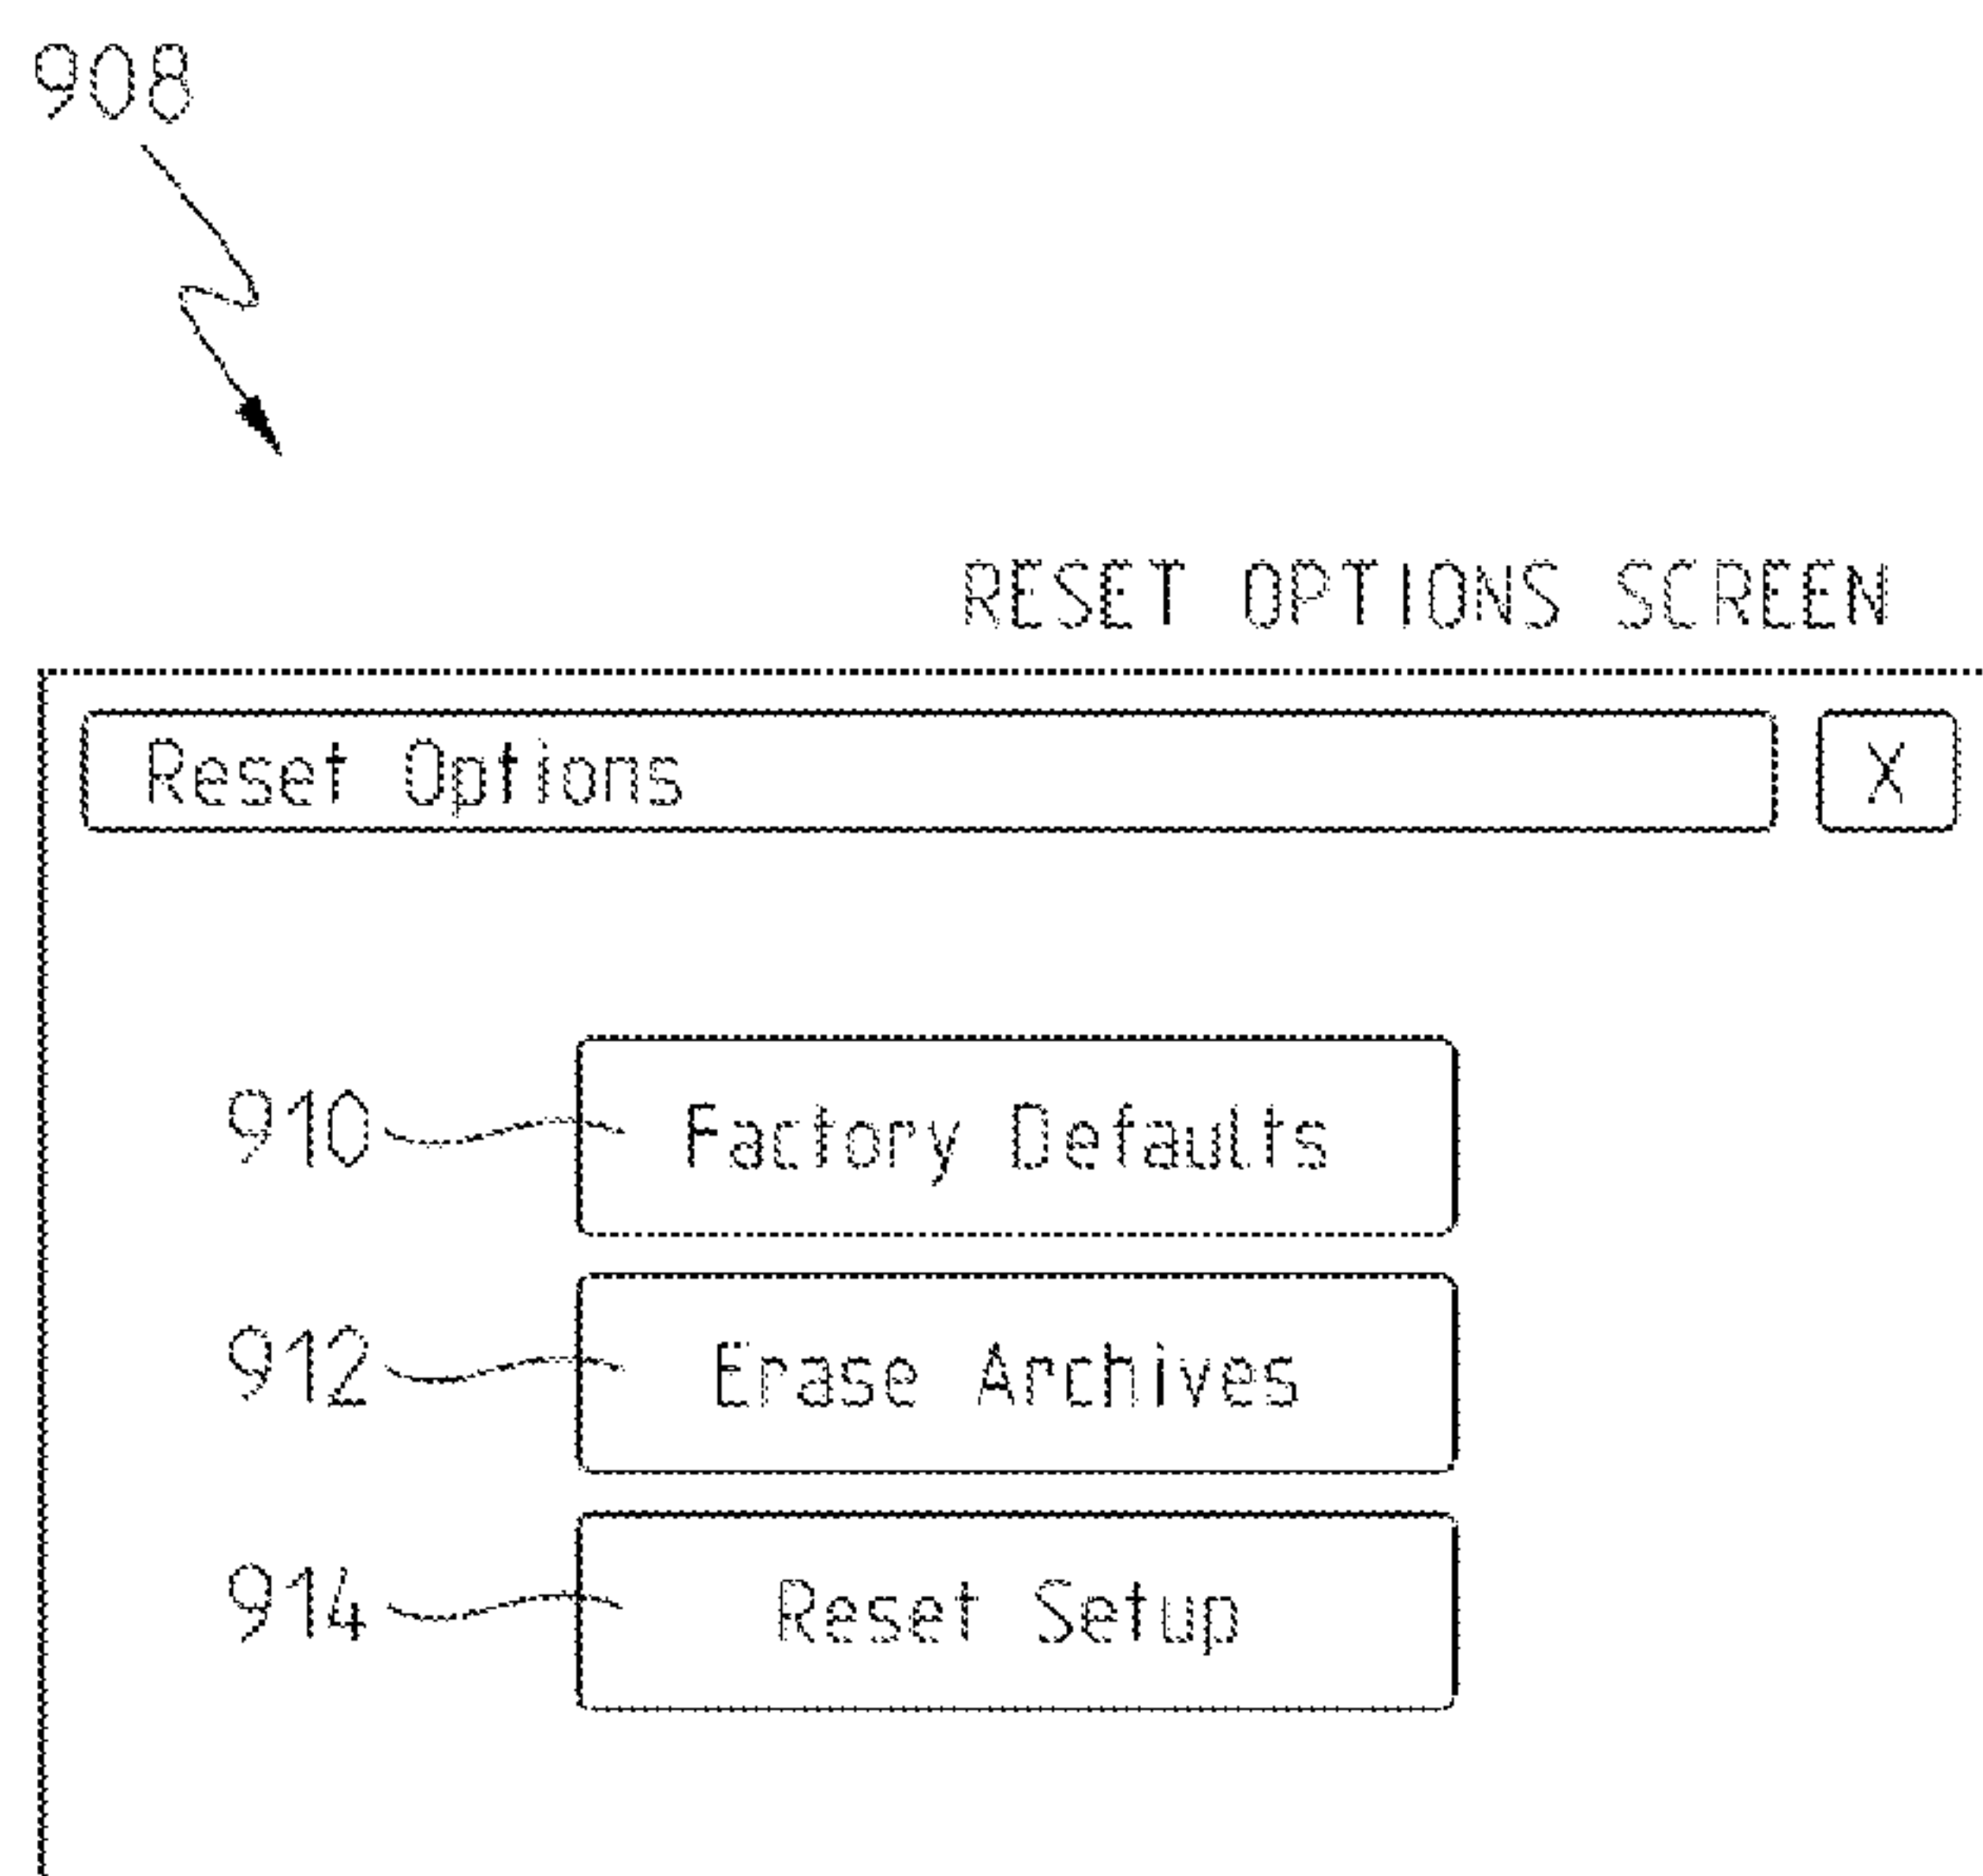 908
RESET OPTIONS SCREEN
Reset Options X
910 Factory Defaults
912 Erase Archives
914 Reset Setup